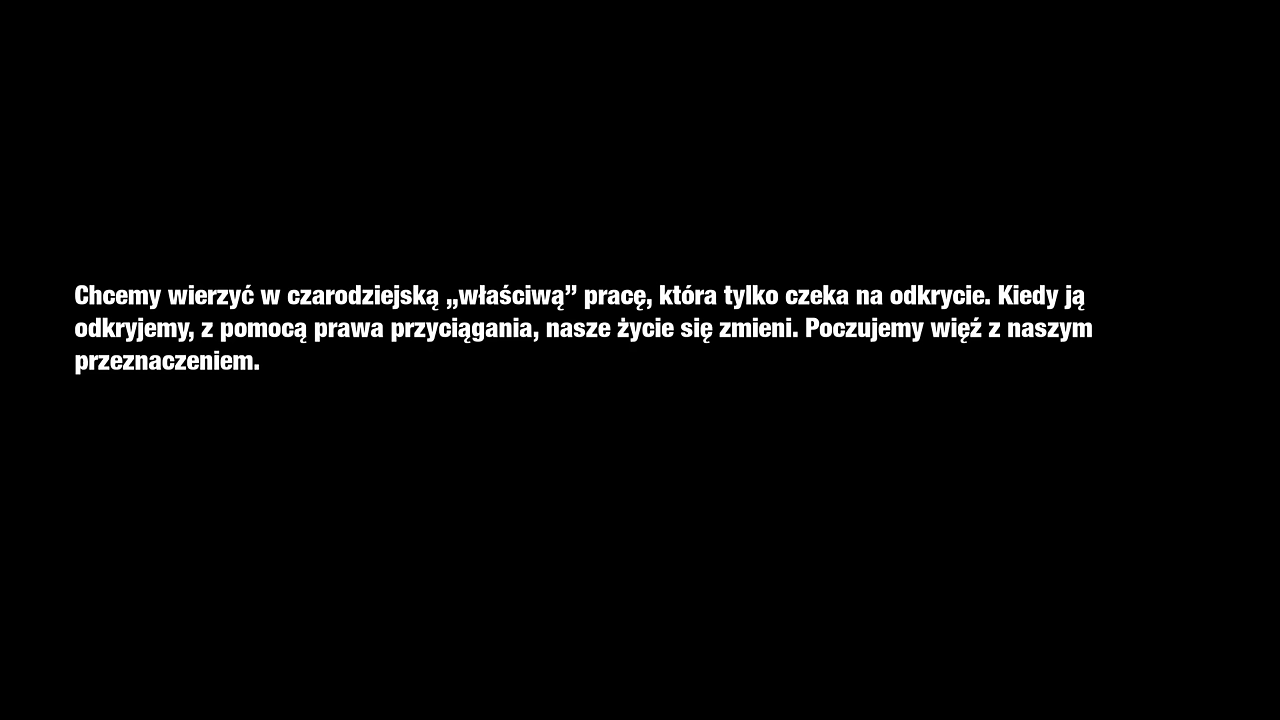 Chcemy wierzyć w czarodziejską „właściwą” pracę, która tylko czeka na odkrycie. Kiedy ją
odkryjemy, z pomocą prawa przyciągania, nasze życie się zmieni. Poczujemy więź z naszym
przeznaczeniem.